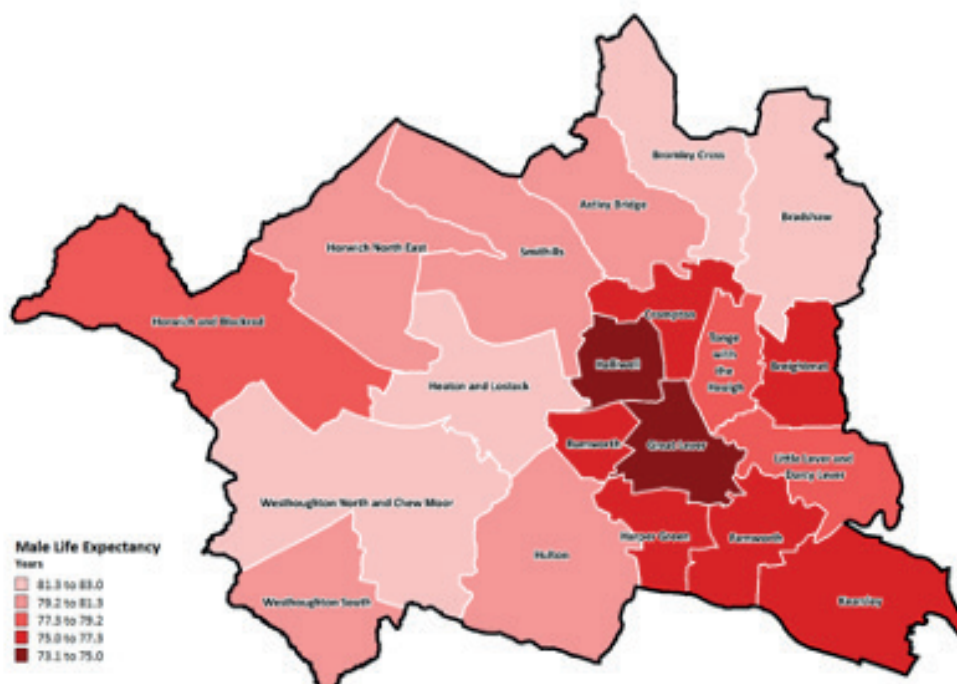 Bromley Cross
Bradshaw
Astley Bridge
Horwich North East
Smithills
Horwich and Blackrod
Crompton
Tonge
with
the
Haulgh
Halliwell
Breightmet
Heaton and Lostock
Rumworth
Great Lever
Little Lever and
Darcy Lever
Westhoughton North and Chew Moor
Harper Green
Farnworth
Hulton
Kearsley
Westhoughton South
Male Life Expectancy
Years
81.3 to 83.0
79.2 to 81.3
77.3 to 79.2
75.0 to 77.3
73.1 to 75.0